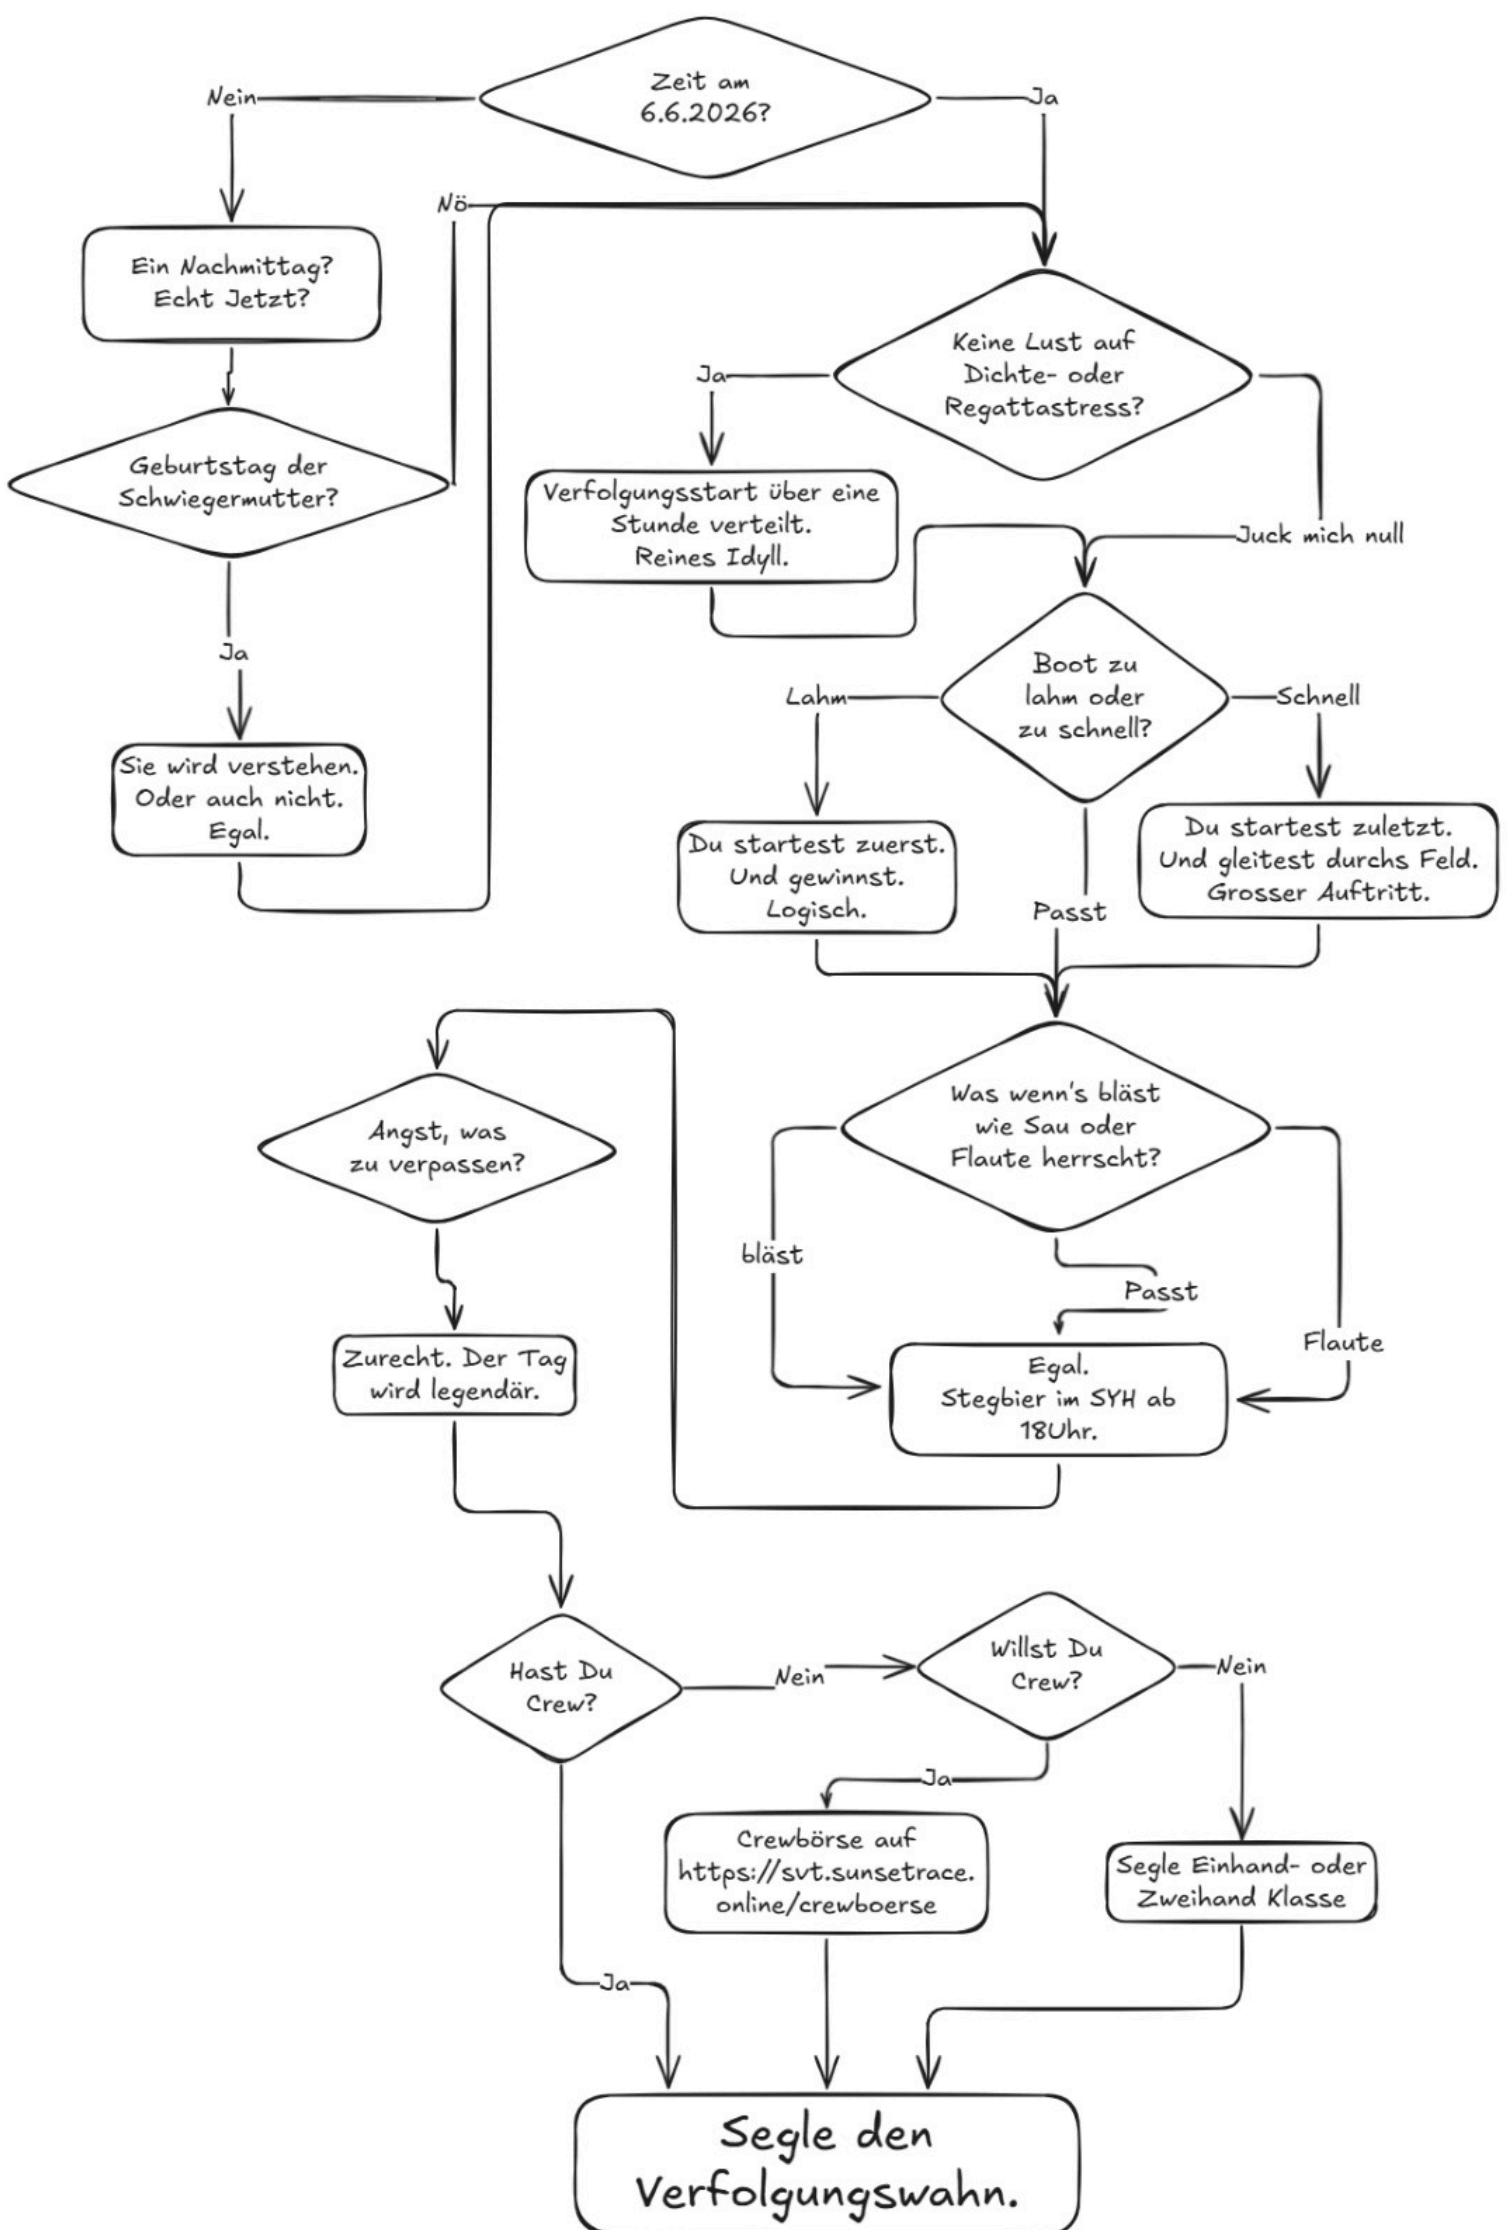 Zeit am
6.6.2026?
Nein
Ja
Nö
Ein Nachmittag?
Echt Jetzt?
Keine Lust auf
Dichte- oder
Regattastress?
Ja
Geburtstag der
Schwiegermutter?
Verfolgungsstart über eine
Stunde verteilt.
Reines Idyll.
Juck mich null
Ja
Boot zu
lahm oder
zu schnell?
Lahm
Schnell
Sie wird verstehen.
Oder auch nicht.
Egal.
Du startest zuerst.
Und gewinnst.
Logisch.
Du startest zuletzt.
Und gleitest durchs Feld.
Grosser Auftritt.
Passt
Was wenn's bläst
wie Sau oder
Flaute herrscht?
Angst, was
zu verpassen?
bläst
Passt
Flaute
Zurecht. Der Tag
wird legendär.
Egal.
Stegbier im SYH ab
18Uhr.
Hast Du
Crew?
Nein
Willst Du
Crew?
Nein
Ja
Crewbörse auf
https://svt.sunsetrace.
online/crewboerse
Segle Einhand- oder
Zweihand Klasse
Ja
Segle den
Verfolgungswahn.